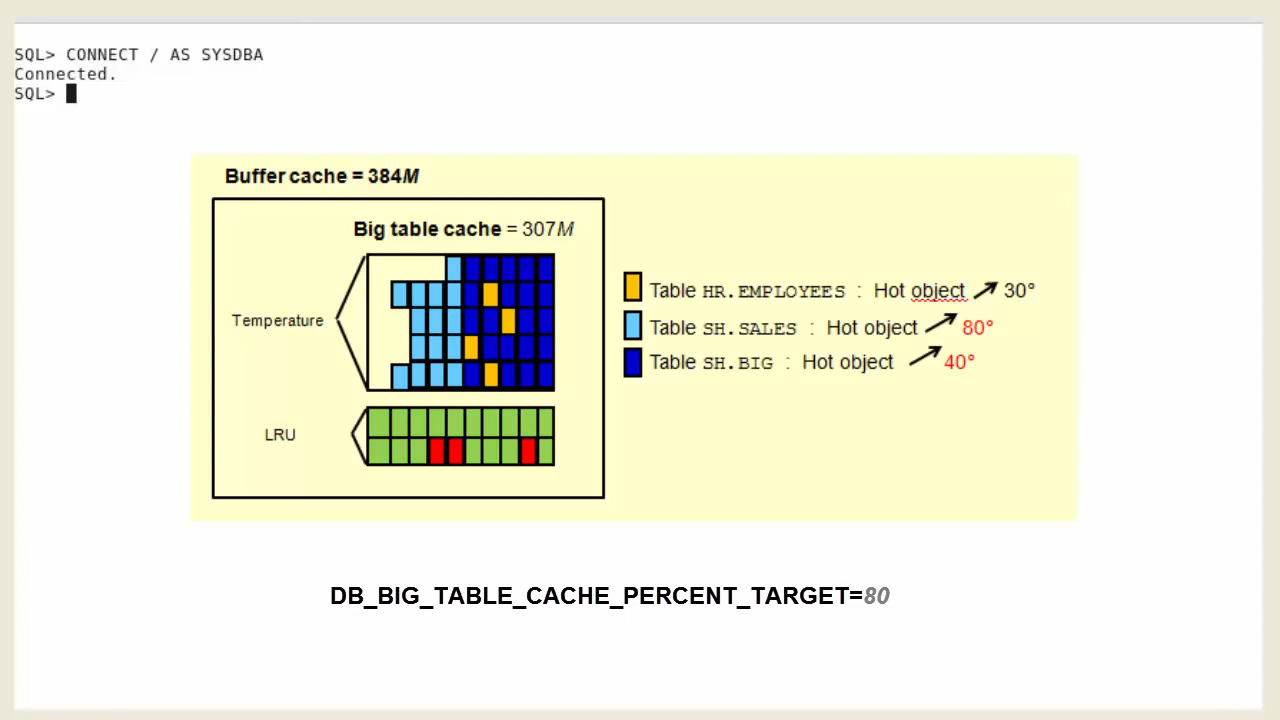 SQL> CONNECT / AS SYSDBA
Connected.
SQL>
Buffer cache = 384M
Big table cache = 307M
Temperature
LRU
Table HR.EMPLOYEES : Hot object 30°
Table SH.SALES : Hot object 80°
Table SH.BIG : Hot object 40°
DB_BIG_TABLE_CACHE_PERCENT_TARGET=80